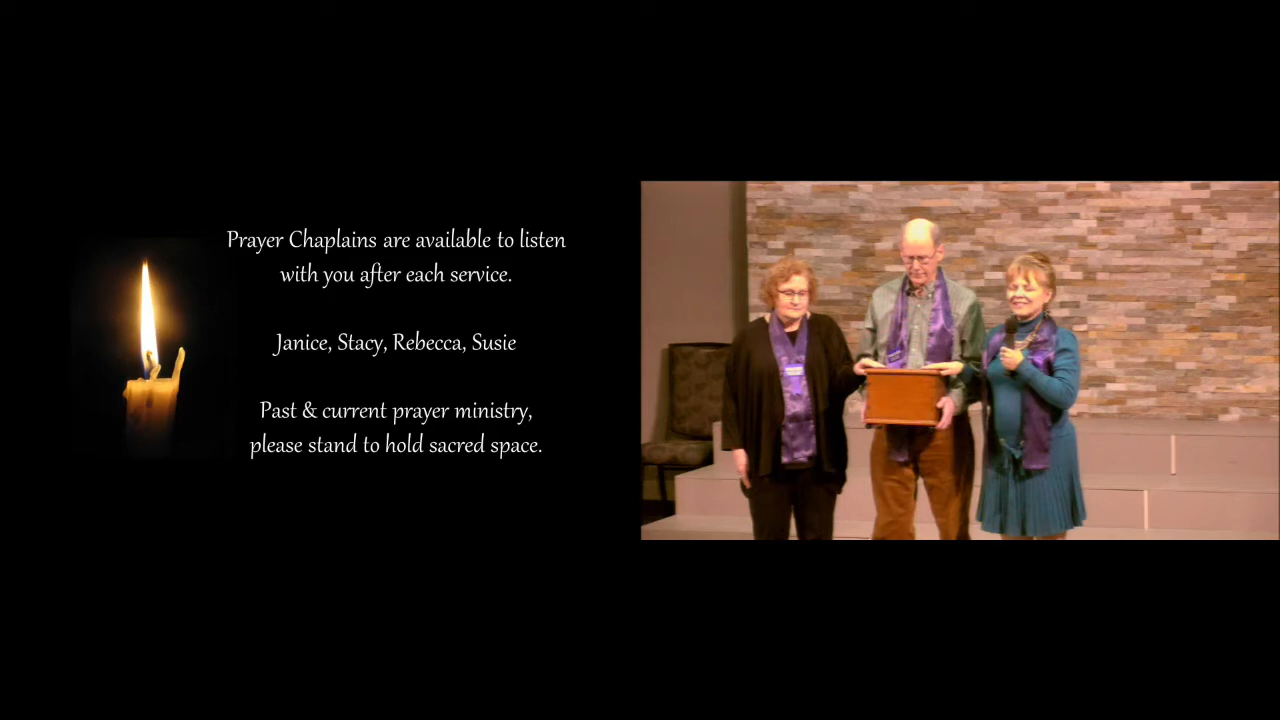 Prayer Chaplains are available to listen
with you after each service.
Janice, Stacy, Rebecca, Susie
Past & current prayer ministry,
please stand to hold sacred space.